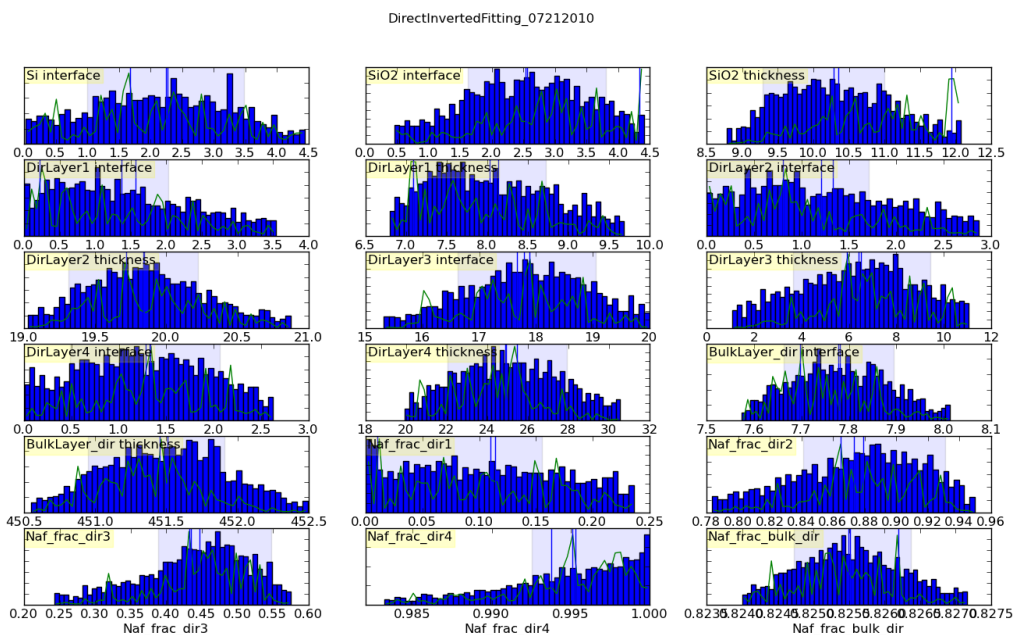 DirectInvertedFitting_07212010
Si interface
SiO2 interface
SiO2 thickness
0.0 0.5 1.0 1.5 2.0 2.5 3.0 3.5 4.0 4.5
0.0 0.5 1.0 1.5 2.0 2.5 3.0 3.5 4.0 4.5
8.5 9.0 9.5 10.0 10.5 11.0 11.5 12.0 12.5
DirLayer1 interface
DirLayer1 thickness
DirLayer2 interface
0.0 0.5 1.0 1.5 2.0 2.5 3.0 3.5 4.0
6.5 7.0 7.5 8.0 8.5 9.0 9.5 10.0
0.0 0.5 1.0 1.5 2.0 2.5 3.0
DirLayer2 thickness
DirLayer3 interface
DirLayer3 thickness
19.0 19.5 20.0 20.5 21.0
15 16 17 18 19 20
0 2 4 6 8 10 12
DirLayer4 interface
DirLayer4 thickness
BulkLayer_dir interface
0.0 0.5 1.0 1.5 2.0 2.5 3.0
18 20 22 24 26 28 30 32
7.5 7.6 7.7 7.8 7.9 8.0 8.1
BulkLayer_dir thickness
Naf_frac_dir1
Naf_frac_dir2
450.5 451.0 451.5 452.0 452.5
0.00 0.05 0.10 0.15 0.20 0.25
0.78 0.80 0.82 0.84 0.86 0.88 0.90 0.92 0.94 0.96
Naf_frac_dir3
Naf_frac_dir4
Naf_frac_bulk_dir
0.20 0.25 0.30 0.35 0.40 0.45 0.50 0.55 0.60
0.985 0.990 0.995 1.000
0.8235 0.8240 0.8245 0.8250 0.8255 0.8260 0.8265 0.8270 0.8275
Naf_frac_dir3
Naf_frac_dir4
Naf_frac_bulk_dir